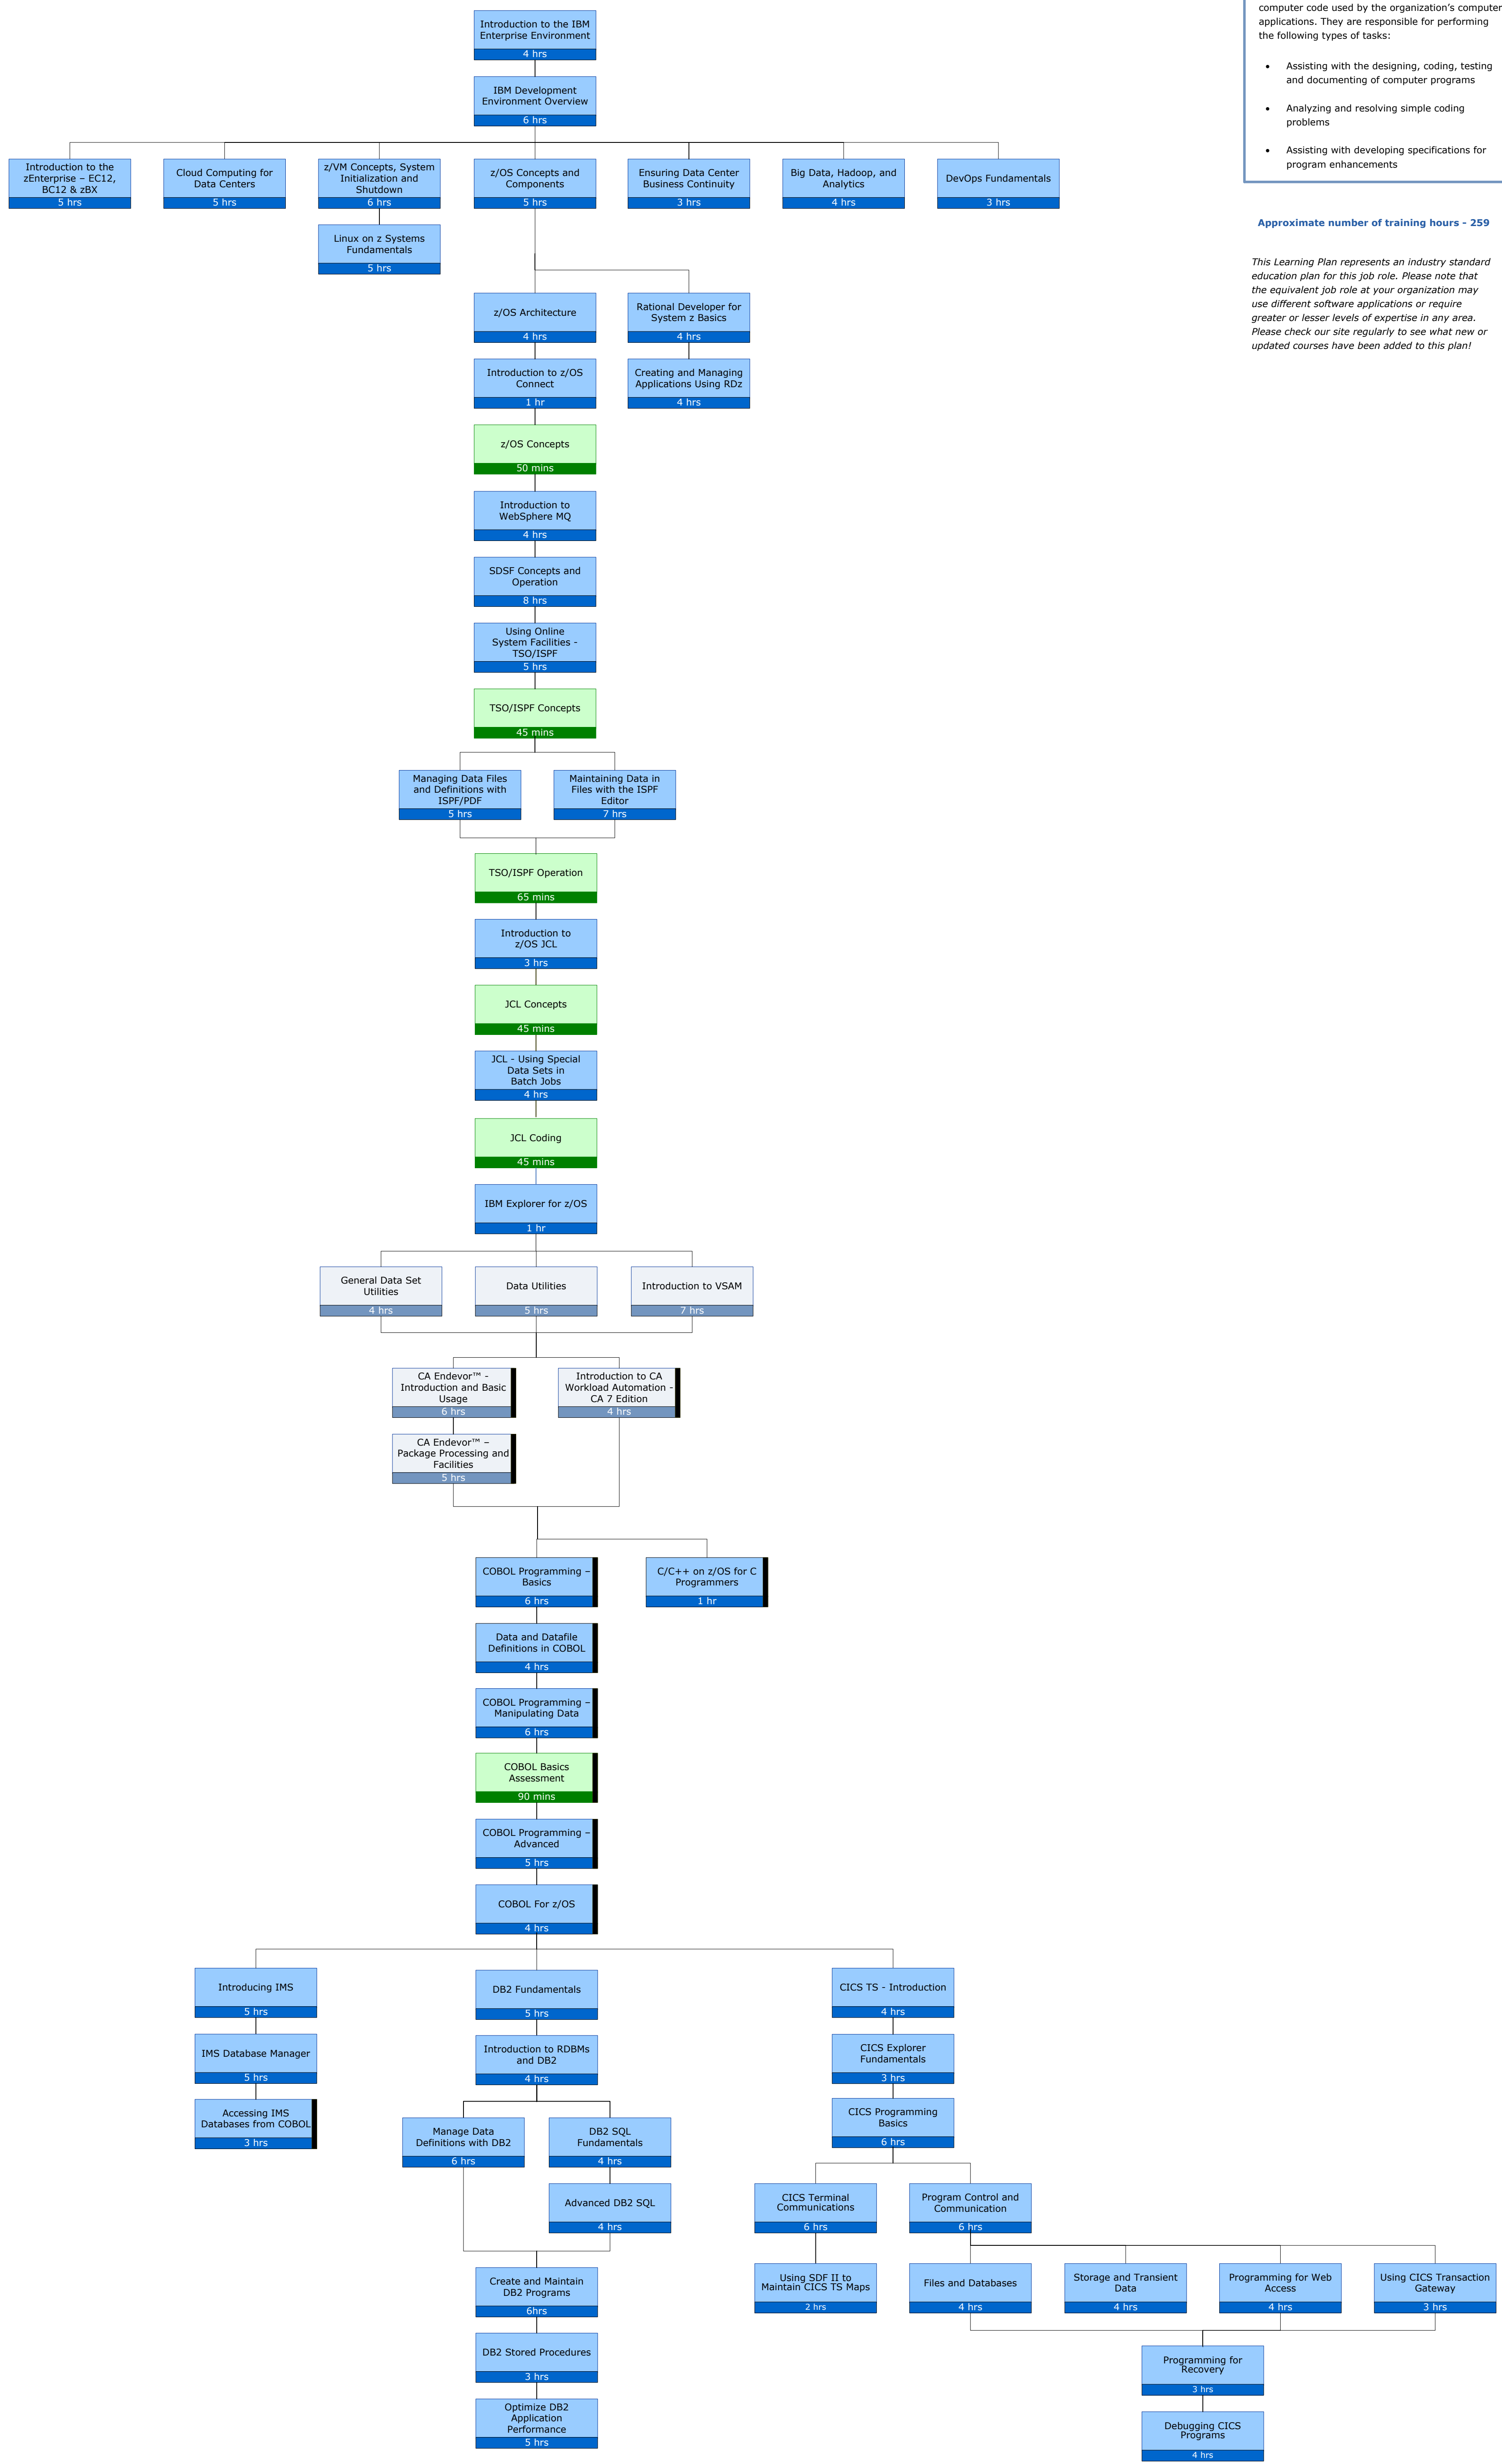 computer code used by the organization’s computer
applications. They are responsible for performing
the following types of tasks:
• Assisting with the designing, coding, testing
and documenting of computer programs
• Analyzing and resolving simple coding
problems
• Assisting with developing specifications for
program enhancements
Approximate number of training hours - 259
This Learning Plan represents an industry standard
education plan for this job role. Please note that
the equivalent job role at your organization may
use different software applications or require
greater or lesser levels of expertise in any area.
Please check our site regularly to see what new or
updated courses have been added to this plan!
Introduction to the IBM
Enterprise Environment
4 hrs
IBM Development
Environment Overview
6 hrs
Introduction to the
zEnterprise – EC12,
BC12 & zBX
5 hrs
Cloud Computing for
Data Centers
5 hrs
z/VM Concepts, System
Initialization and
Shutdown
6 hrs
z/OS Concepts and
Components
5 hrs
Ensuring Data Center
Business Continuity
3 hrs
Big Data, Hadoop, and
Analytics
4 hrs
DevOps Fundamentals
3 hrs
Linux on z Systems
Fundamentals
5 hrs
z/OS Architecture
4 hrs
Rational Developer for
System z Basics
4 hrs
Introduction to z/OS
Connect
1 hr
Creating and Managing
Applications Using RDz
4 hrs
z/OS Concepts
50 mins
Introduction to
WebSphere MQ
4 hrs
SDSF Concepts and
Operation
8 hrs
Using Online
System Facilities -
TSO/ISPF
5 hrs
TSO/ISPF Concepts
45 mins
Managing Data Files
and Definitions with
ISPF/PDF
5 hrs
Maintaining Data in
Files with the ISPF
Editor
7 hrs
TSO/ISPF Operation
65 mins
Introduction to
z/OS JCL
3 hrs
JCL Concepts
45 mins
JCL - Using Special
Data Sets in
Batch Jobs
4 hrs
JCL Coding
45 mins
IBM Explorer for z/OS
1 hr
General Data Set
Utilities
4 hrs
Data Utilities
5 hrs
Introduction to VSAM
7 hrs
CA Endevor™ -
Introduction and Basic
Usage
6 hrs
Introduction to CA
Workload Automation -
CA 7 Edition
4 hrs
CA Endevor™ –
Package Processing and
Facilities
5 hrs
COBOL Programming –
Basics
6 hrs
C/C++ on z/OS for C
Programmers
1 hr
Data and Datafile
Definitions in COBOL
4 hrs
COBOL Programming –
Manipulating Data
6 hrs
COBOL Basics
Assessment
90 mins
COBOL Programming –
Advanced
5 hrs
COBOL For z/OS
4 hrs
Introducing IMS
5 hrs
IMS Database Manager
5 hrs
Accessing IMS
Databases from COBOL
3 hrs
DB2 Fundamentals
5 hrs
Introduction to RDBMs
and DB2
4 hrs
Manage Data
Definitions with DB2
6 hrs
DB2 SQL
Fundamentals
4 hrs
Advanced DB2 SQL
4 hrs
Create and Maintain
DB2 Programs
6hrs
DB2 Stored Procedures
3 hrs
Optimize DB2
Application
Performance
5 hrs
CICS TS - Introduction
4 hrs
CICS Explorer
Fundamentals
3 hrs
CICS Programming
Basics
6 hrs
CICS Terminal
Communications
6 hrs
Program Control and
Communication
6 hrs
Using SDF II to
Maintain CICS TS Maps
2 hrs
Files and Databases
4 hrs
Storage and Transient
Data
4 hrs
Programming for Web
Access
4 hrs
Using CICS Transaction
Gateway
3 hrs
Programming for
Recovery
3 hrs
Debugging CICS
Programs
4 hrs